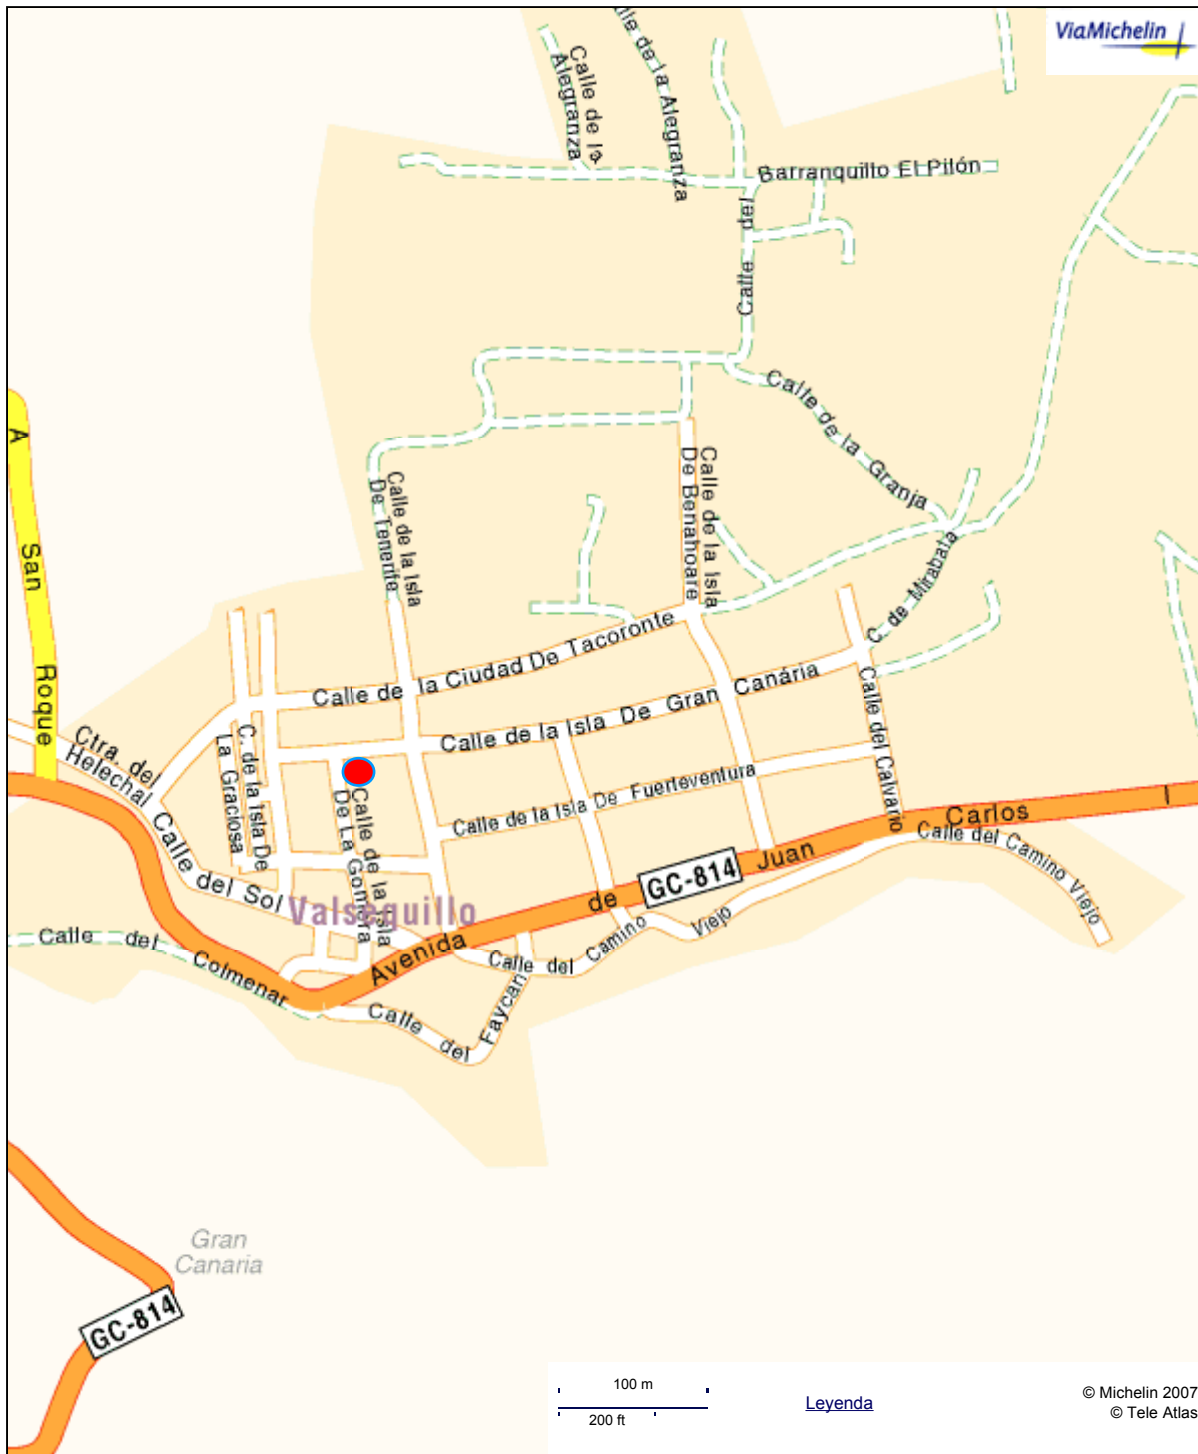 ViaMichelin
Calle de la
Alegranza
lle de la Alegranza
Barranquillo El Pilón
Calle del
Calle de la Granja
A San Roque
Calle de la Isla
De Tenerife
Calle de la Isla
De Benahoare
C. de Mirabala
Calle de la Ciudad De Tacoronte
Calle de la Isla De Gran Canária
Calle del Calvario
Ctra. del
Helechal
C. de la Isla De
La Graciosa
Calle de la Isla
De La Gomera
Calle de la Isla De Fuerteventura
Calle del Sol
Valseguillo
Avenida de Juan Carlos I
GC-814
Calle del Camino Viejo
Calle del Camino Viejo
Calle del Colmenar
Calle del Faycan
Gran
Canaria
GC-814
100 m
200 ft
Leyenda
© Michelin 2007
© Tele Atlas